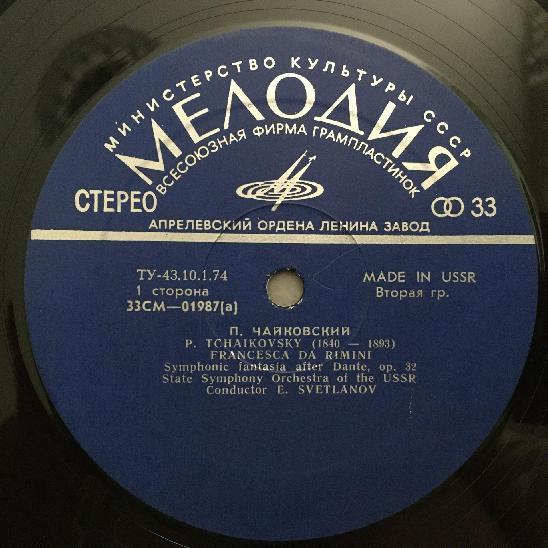 МИНИСТЕРСТВО КУЛЬТУРЫ СССР
МЕЛОДИЯ
ВСЕСОЮЗНАЯ ФИРМА ГРАМПЛАСТИНОК
СТЕРЕО
33
АПРЕЛЕВСКИЙ ОРДЕНА ЛЕНИНА ЗАВОД
ТУ-43.10.1.74
MADE IN USSR
1 сторона
Вторая гр.
33СМ—01987(а)
П. ЧАЙКОВСКИЙ
P. TCHAIKOVSKY (1840 — 1893)
FRANCESCA DA RIMINI
Symphonic fantasia after Dante, op. 32
State Symphony Orchestra of the USSR
Conductor E. SVETLANOV